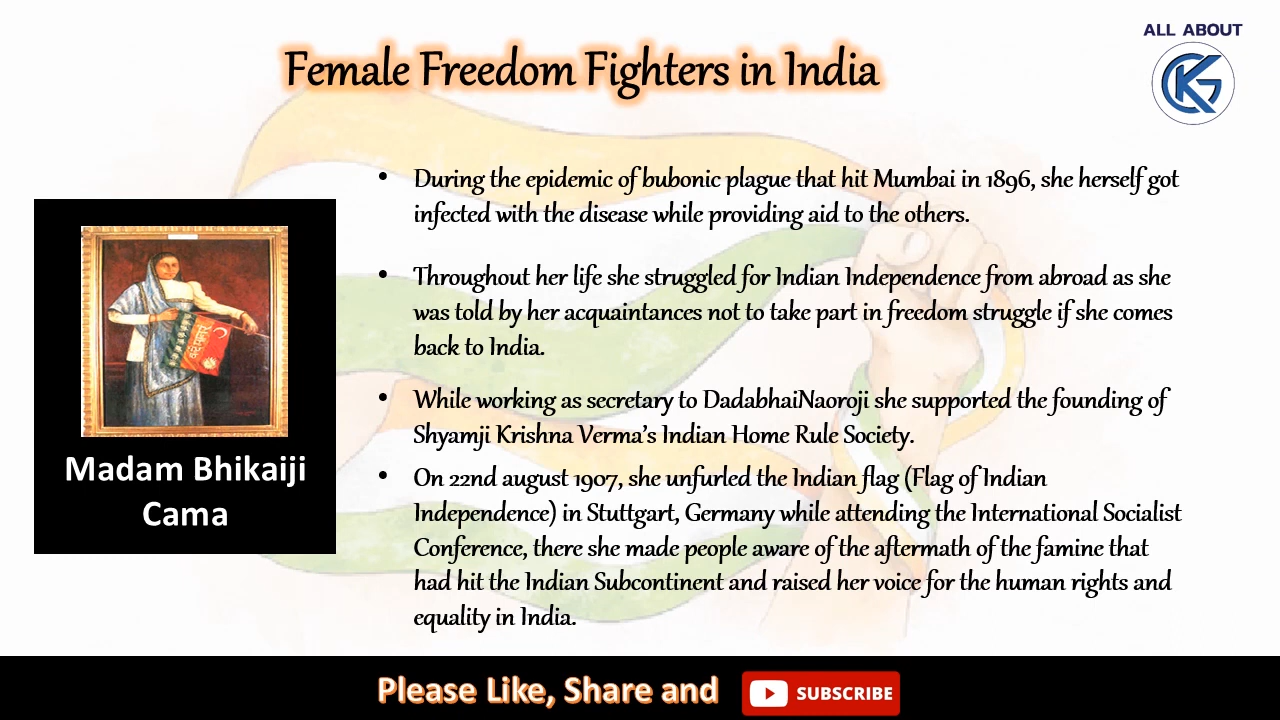 ALL ABOUT
GK
Female Freedom Fighters in India
• During the epidemic of bubonic plague that hit Mumbai in 1896, she herself got
infected with the disease while providing aid to the others.
• Throughout her life she struggled for Indian Independence from abroad as she
was told by her acquaintances not to take part in freedom struggle if she comes
back to India.
• While working as secretary to DadabhaiNaoroji she supported the founding of
Shyamji Krishna Verma’s Indian Home Rule Society.
• On 22nd august 1907, she unfurled the Indian flag (Flag of Indian
Independence) in Stuttgart, Germany while attending the International Socialist
Conference, there she made people aware of the aftermath of the famine that
had hit the Indian Subcontinent and raised her voice for the human rights and
equality in India.
Madam Bhikaiji
Cama
Please Like, Share and
SUBSCRIBE